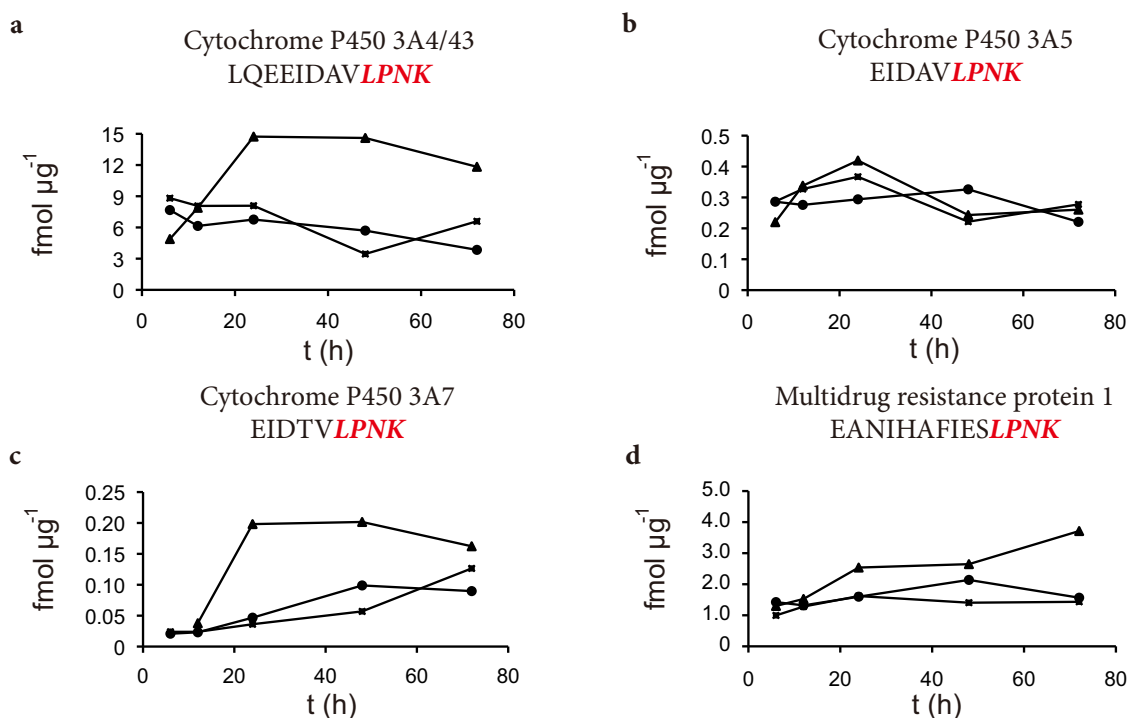 a
Cytochrome P450 3A4/43
LQEEIDAVLPNK
15
12
9
6
3
0
fmol µg-1
0 20 40 60 80
t (h)
b
Cytochrome P450 3A5
EIDAVLPNK
0.5
0.4
0.3
0.2
0.1
0
fmol µg-1
0 20 40 60 80
t (h)
c
Cytochrome P450 3A7
EIDTVLPNK
0.25
0.20
0.15
0.10
0.05
0
fmol µg-1
0 20 40 60 80
t (h)
d
Multidrug resistance protein 1
EANIHAFIESLPNK
5.0
4.0
3.0
2.0
1.0
0
fmol µg-1
0 20 40 60 80
t (h)